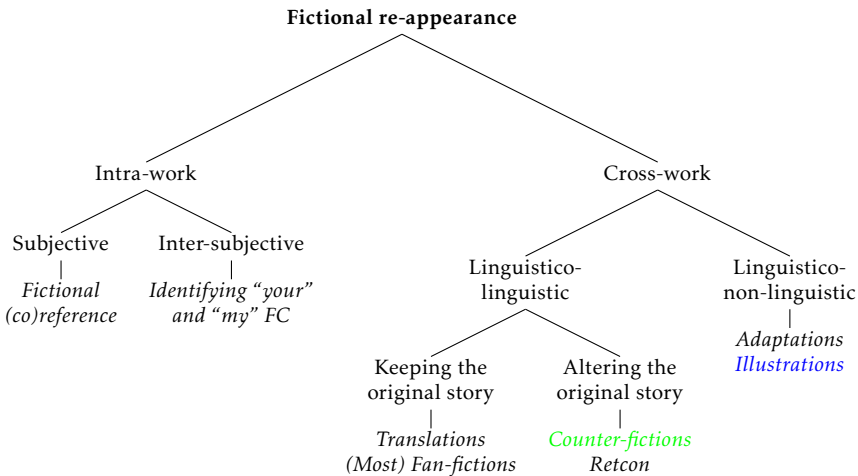 Fictional re-appearance
Intra-work
Cross-work
Subjective
Inter-subjective
Fictional
(co)reference
Identifying “your”
and “my” FC
Linguistico-
linguistic
Linguistico-
non-linguistic
Adaptations
Illustrations
Keeping the
original story
Altering the
original story
Translations
(Most) Fan-fictions
Counter-fictions
Retcon